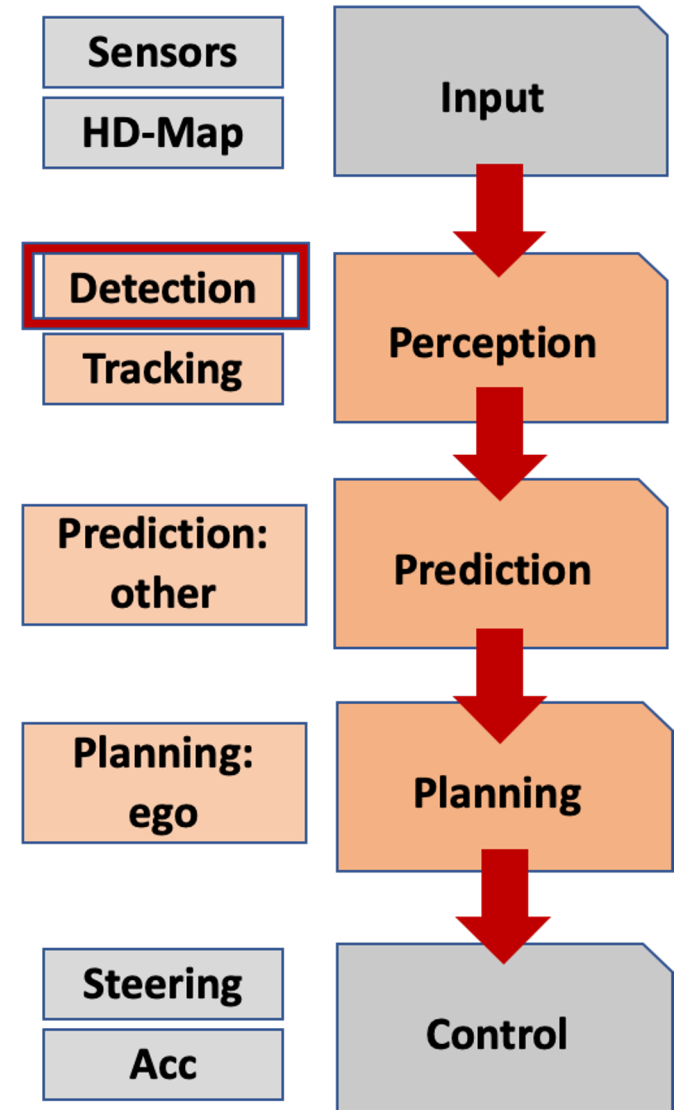 Sensors
HD-Map
Input
Detection
Tracking
Perception
Prediction:
other
Prediction
Planning:
ego
Planning
Steering
Acc
Control